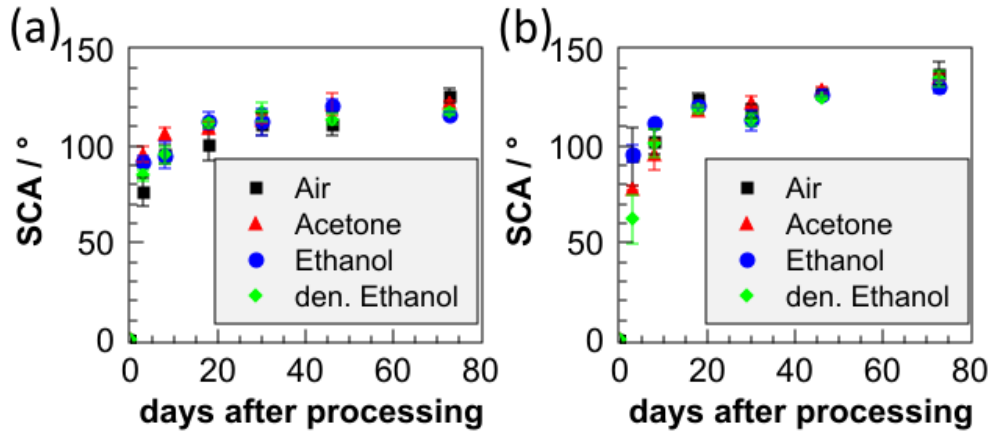 (a)
150
100
50
0
SCA / °
Air
Acetone
Ethanol
den. Ethanol
0 20 40 60 80
days after processing
(b)
150
100
50
0
SCA / °
Air
Acetone
Ethanol
den. Ethanol
0 20 40 60 80
days after processing